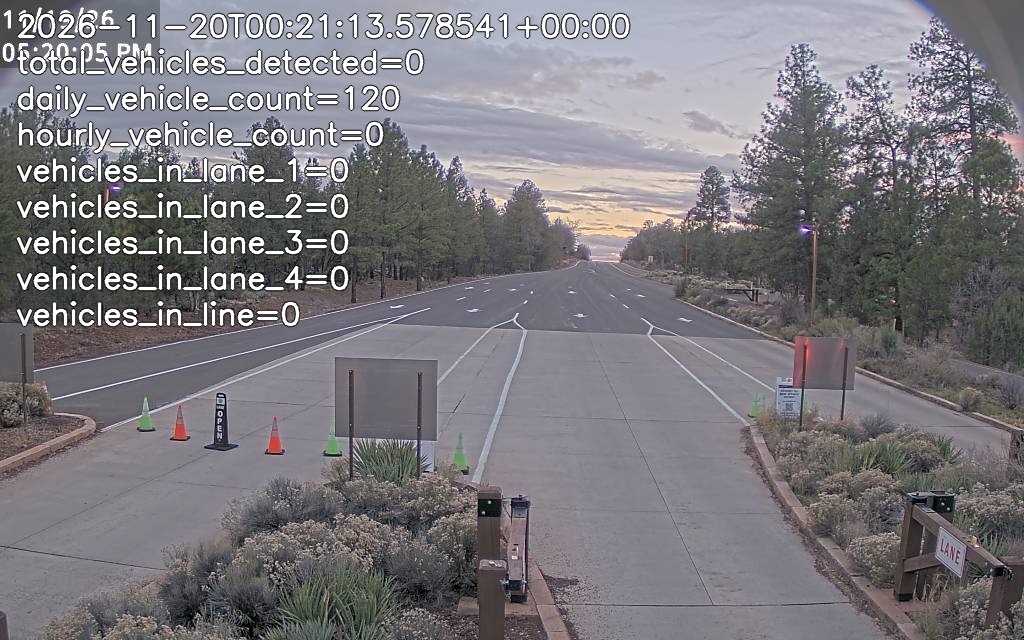 2026-11-20T00:21:13.578541+00:00
05:20:05 PM
total_vehicles_detected=0
daily_vehicle_count=120
hourly_vehicle_count=0
vehicles_in_lane_1=0
vehicles_in_lane_2=0
vehicles_in_lane_3=0
vehicles_in_lane_4=0
vehicles_in_line=0
OPEN
LANE